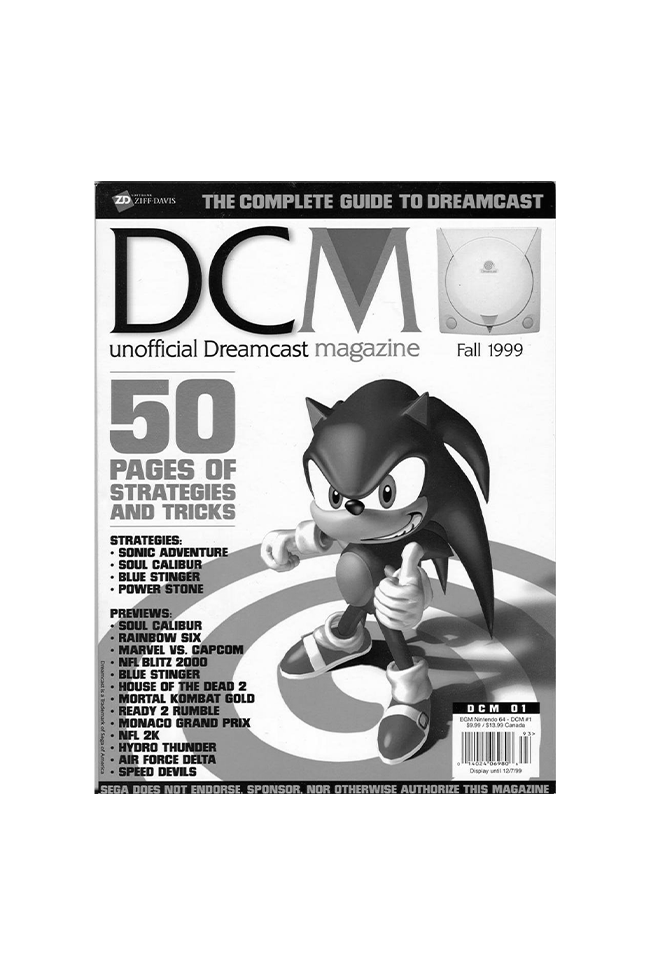 ZD ZIFF-DAVIS
THE COMPLETE GUIDE TO DREAMCAST
DCM
unofficial Dreamcast magazine
Fall 1999
50
PAGES OF
STRATEGIES
AND TRICKS
STRATEGIES:
• SONIC ADVENTURE
• SOUL CALIBUR
• BLUE STINGER
• POWER STONE
PREVIEWS:
• SOUL CALIBUR
• RAINBOW SIX
• MARVEL VS. CAPCOM
• NFL BLITZ 2000
• BLUE STINGER
• HOUSE OF THE DEAD 2
• MORTAL KOMBAT GOLD
• READY 2 RUMBLE
• MONACO GRAND PRIX
• NFL 2K
• HYDRO THUNDER
• AIR FORCE DELTA
• SPEED DEVILS
Dreamcast is a Trademark of Sega of America
DCM 01
EGM Nintendo 64 - DCM #1
$9.99 / $13.99 Canada
93>
0 14024 06980 6
Display until 12/7/99
SEGA DOES NOT ENDORSE, SPONSOR, NOR OTHERWISE AUTHORIZE THIS MAGAZINE